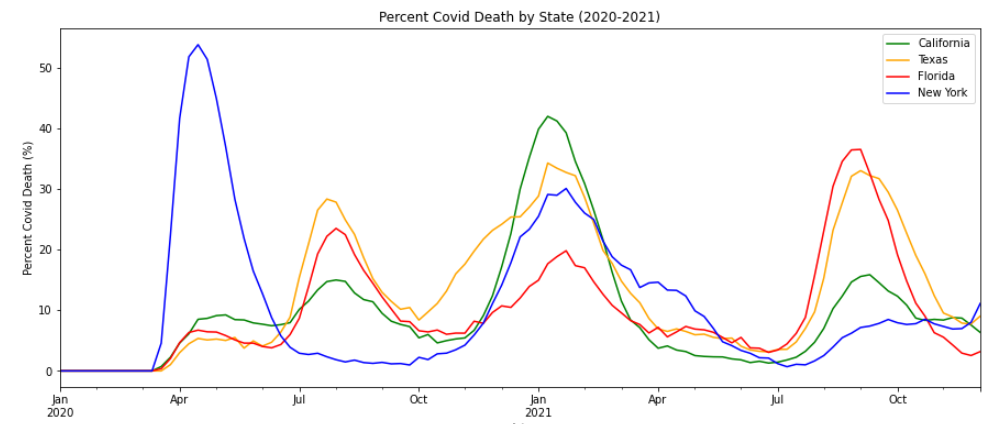 Percent Covid Death by State (2020-2021)
California
Texas
Florida
New York
Percent Covid Death (%)
50
40
30
20
10
0
Jan
2020
Apr
Jul
Oct
Jan
2021
Apr
Jul
Oct